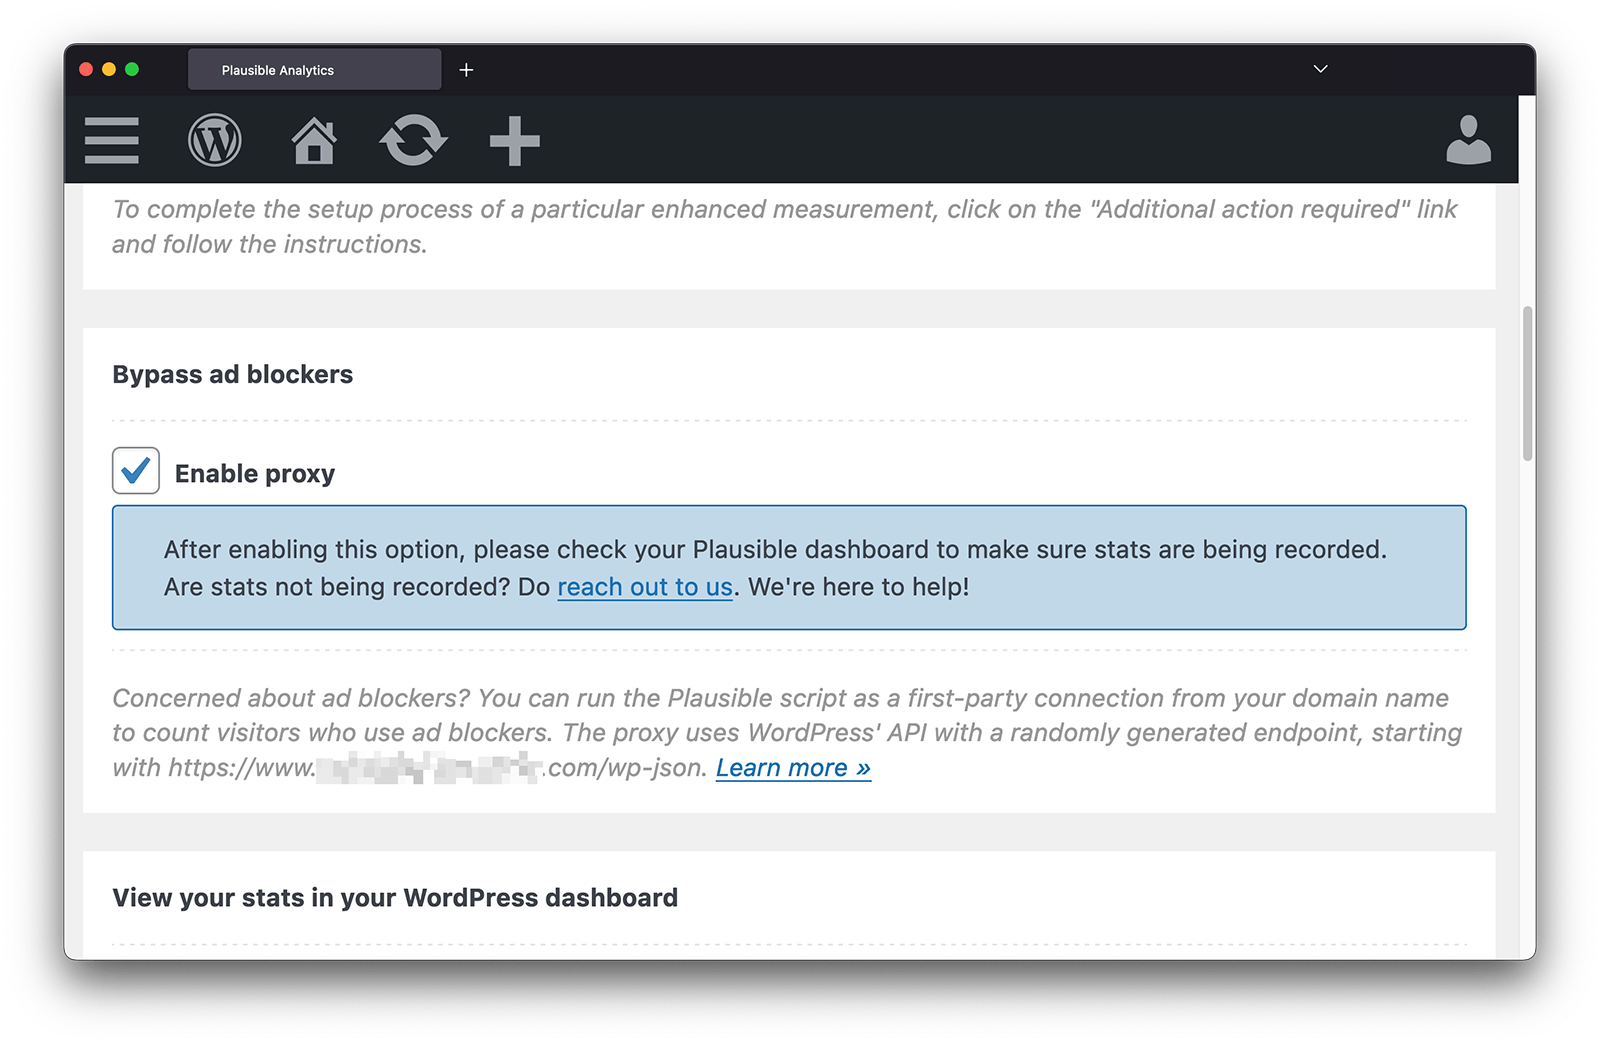 Plausible Analytics
To complete the setup process of a particular enhanced measurement, click on the "Additional action required" link
and follow the instructions.
Bypass ad blockers
Enable proxy
After enabling this option, please check your Plausible dashboard to make sure stats are being recorded.
Are stats not being recorded? Do reach out to us. We're here to help!
Concerned about ad blockers? You can run the Plausible script as a first-party connection from your domain name
to count visitors who use ad blockers. The proxy uses WordPress' API with a randomly generated endpoint, starting
with https://www. .com/wp-json. Learn more »
View your stats in your WordPress dashboard